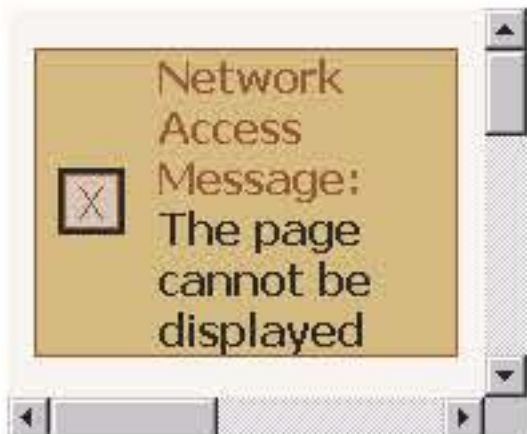 Network
Access
Message:
The page
cannot be
displayed